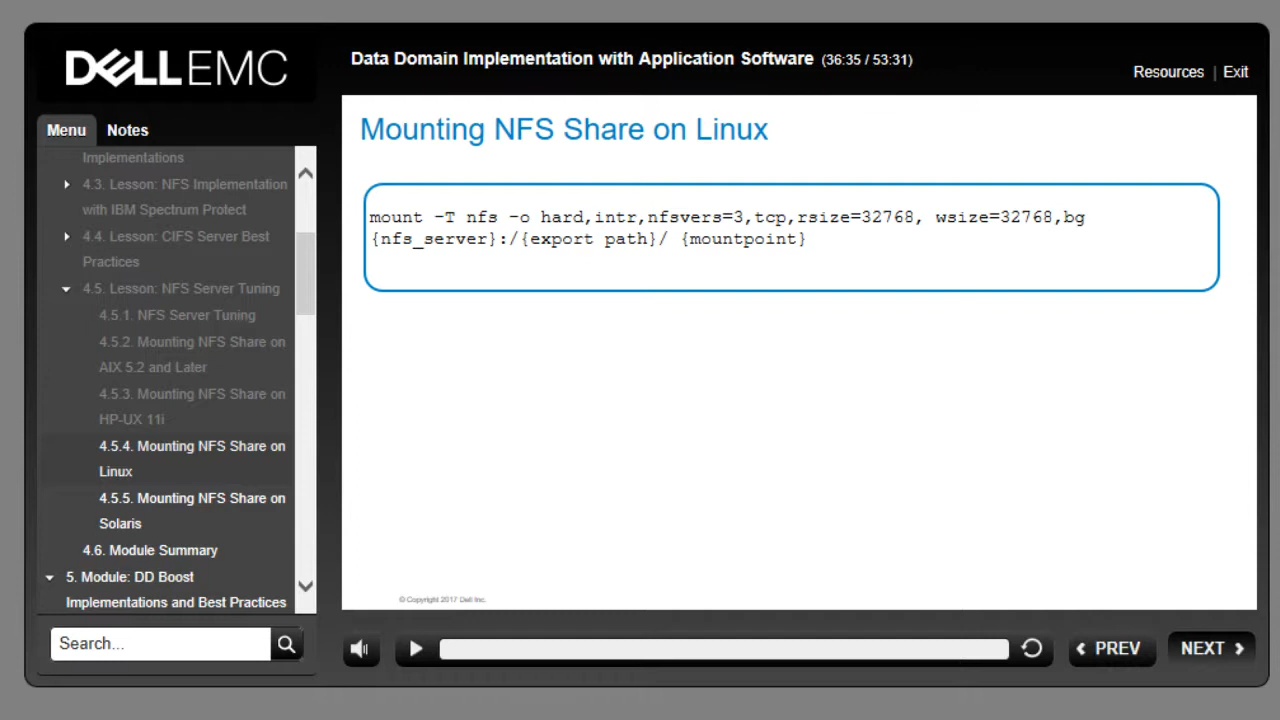 DELLEMC
Data Domain Implementation with Application Software (36:35 / 53:31)
Resources | Exit
Menu
Notes
Implementations
4.3. Lesson: NFS Implementation
with IBM Spectrum Protect
4.4. Lesson: CIFS Server Best
Practices
4.5. Lesson: NFS Server Tuning
4.5.1. NFS Server Tuning
4.5.2. Mounting NFS Share on
AIX 5.2 and Later
4.5.3. Mounting NFS Share on
HP-UX 11i
4.5.4. Mounting NFS Share on
Linux
4.5.5. Mounting NFS Share on
Solaris
4.6. Module Summary
5. Module: DD Boost
Implementations and Best Practices
Search...
Mounting NFS Share on Linux
mount -T nfs -o hard,intr,nfsvers=3,tcp,rsize=32768, wsize=32768,bg
{nfs_server}:/{export path}/ {mountpoint}
© Copyright 2017 Dell Inc.
PREV
NEXT